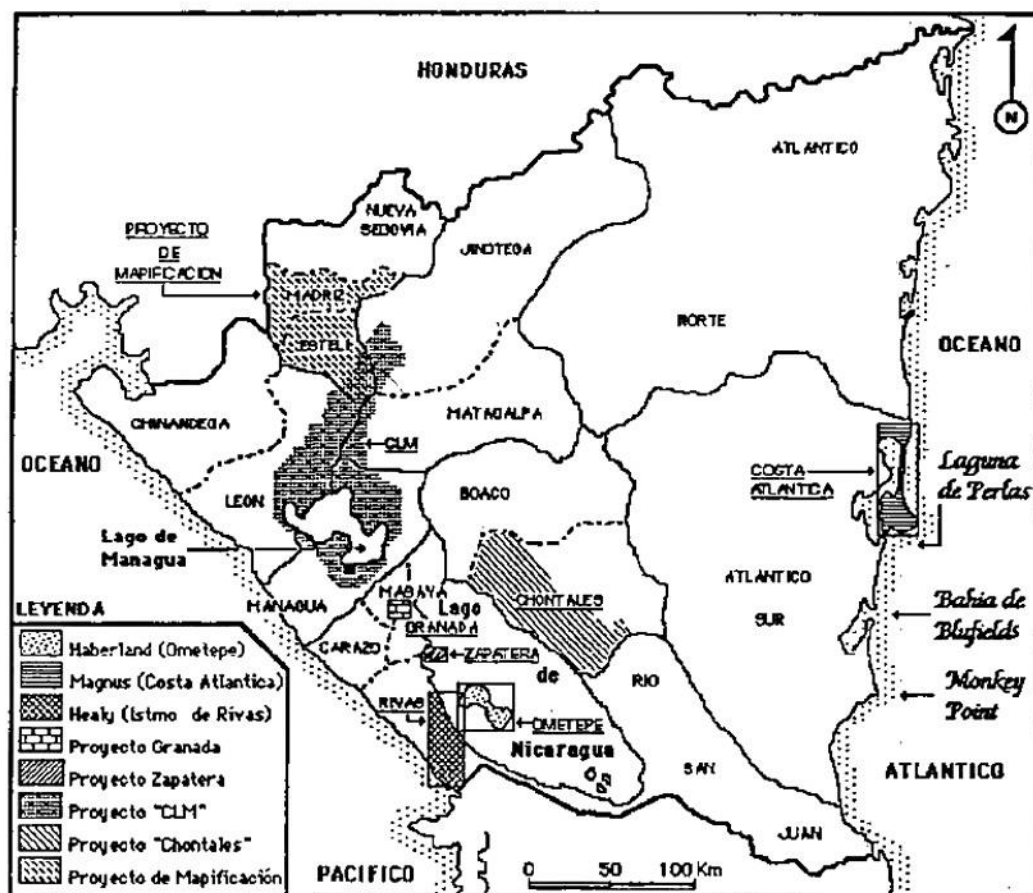 HONDURAS
N
ATLANTICO
NUEVA
SEGOVIA
PROYECTO
DE
MAPIFICACION
JINOTEGA
MADRIZ
NORTE
OCEANO
ESTELI
CHINANDEGA
MATAGALPA
CLM
OCEANO
LEON
BOACO
COSTA
ATLANTICA
Laguna
de Perlas
Lago de
Managua
ATLANTICO
SUR
CHONTALES
MANAGUA
MASAYA
Lago
GRANADA
Bahia de
Blufields
CARAZO
ZAPATERA
de
RIO
Monkey
Point
RIVAS
OMETEPE
Nicaragua
SAN
ATLANTICO
JUAN
PACIFICO
0 50 100 Km
LEYENDA
Haberland (Ometepe)
Magnus (Costa Atlantica)
Healy (Istmo de Rivas)
Proyecto Granada
Proyecto Zapatera
Proyecto "CLM"
Proyecto "Chontales"
Proyecto de Mapificación